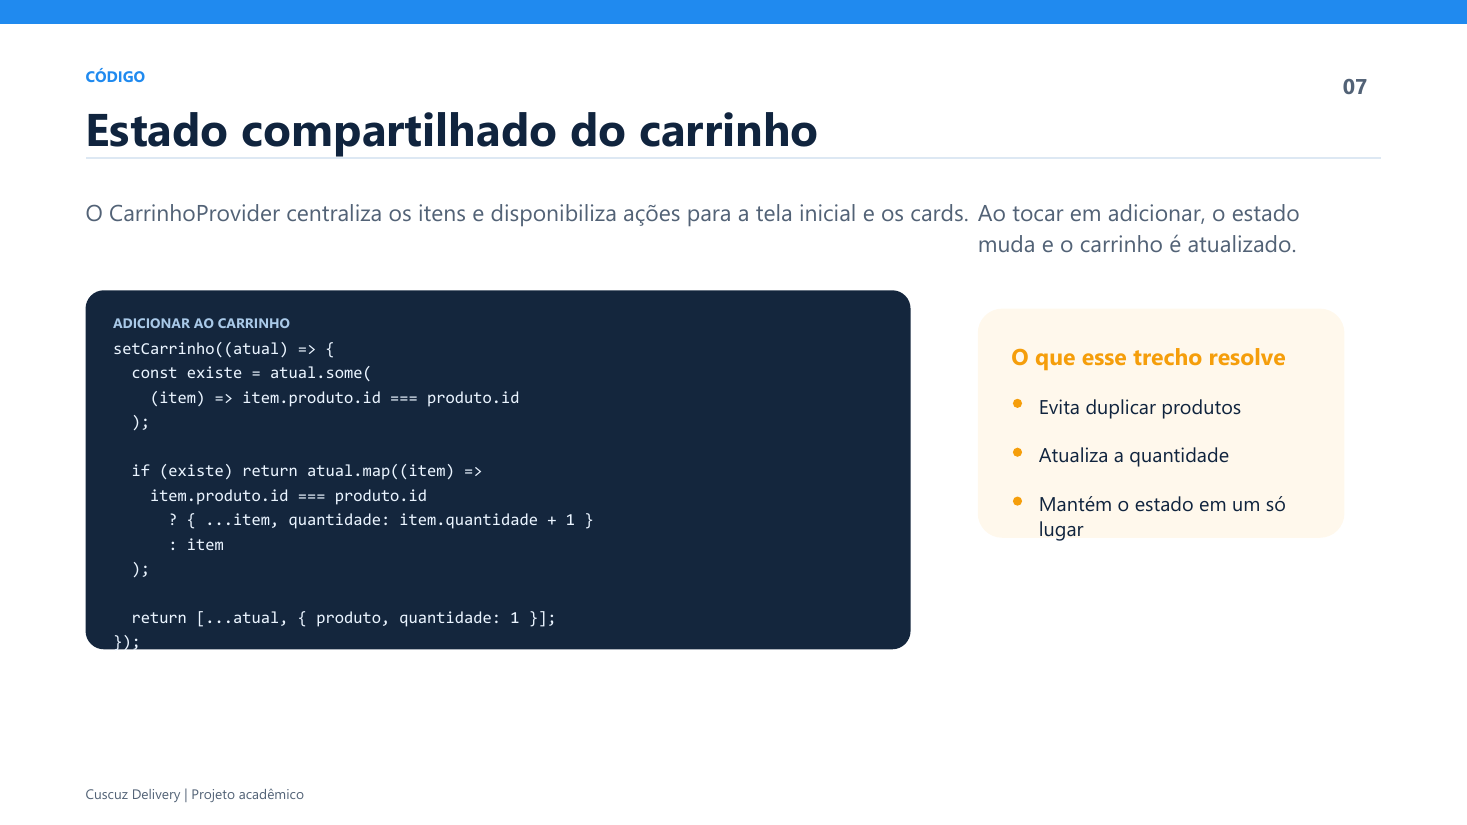 CÓDIGO
07
Estado compartilhado do carrinho
O CarrinhoProvider centraliza os itens e disponibiliza ações para a tela inicial e os cards.
Ao tocar em adicionar, o estado
muda e o carrinho é atualizado.
ADICIONAR AO CARRINHO
setCarrinho((atual) => {
  const existe = atual.some(
    (item) => item.produto.id === produto.id
  );

  if (existe) return atual.map((item) =>
    item.produto.id === produto.id
      ? { ...item, quantidade: item.quantidade + 1 }
      : item
  );

  return [...atual, { produto, quantidade: 1 }];
});
O que esse trecho resolve
• Evita duplicar produtos
• Atualiza a quantidade
• Mantém o estado em um só
lugar
Cuscuz Delivery | Projeto acadêmico